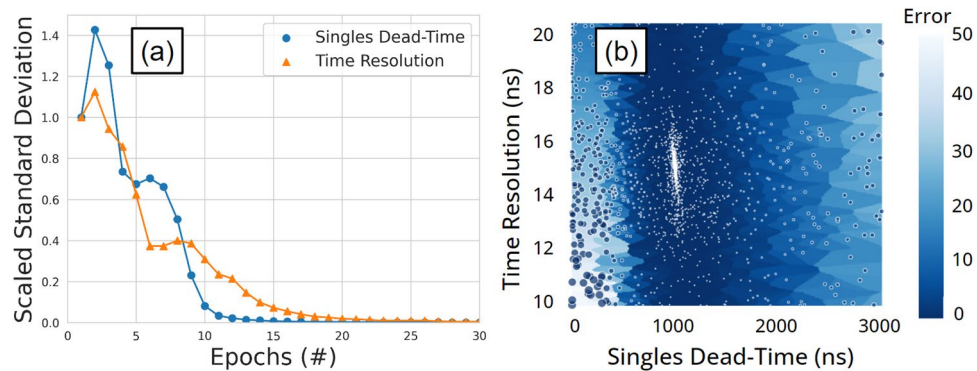 (a)
Singles Dead-Time
Time Resolution
Scaled Standard Deviation
1.4
1.2
1.0
0.8
0.6
0.4
0.2
0.0
0 5 10 15 20 25 30
Epochs (#)
(b)
Time Resolution (ns)
20
18
16
14
12
10
0 1000 2000 3000
Singles Dead-Time (ns)
Error
50
40
30
20
10
0